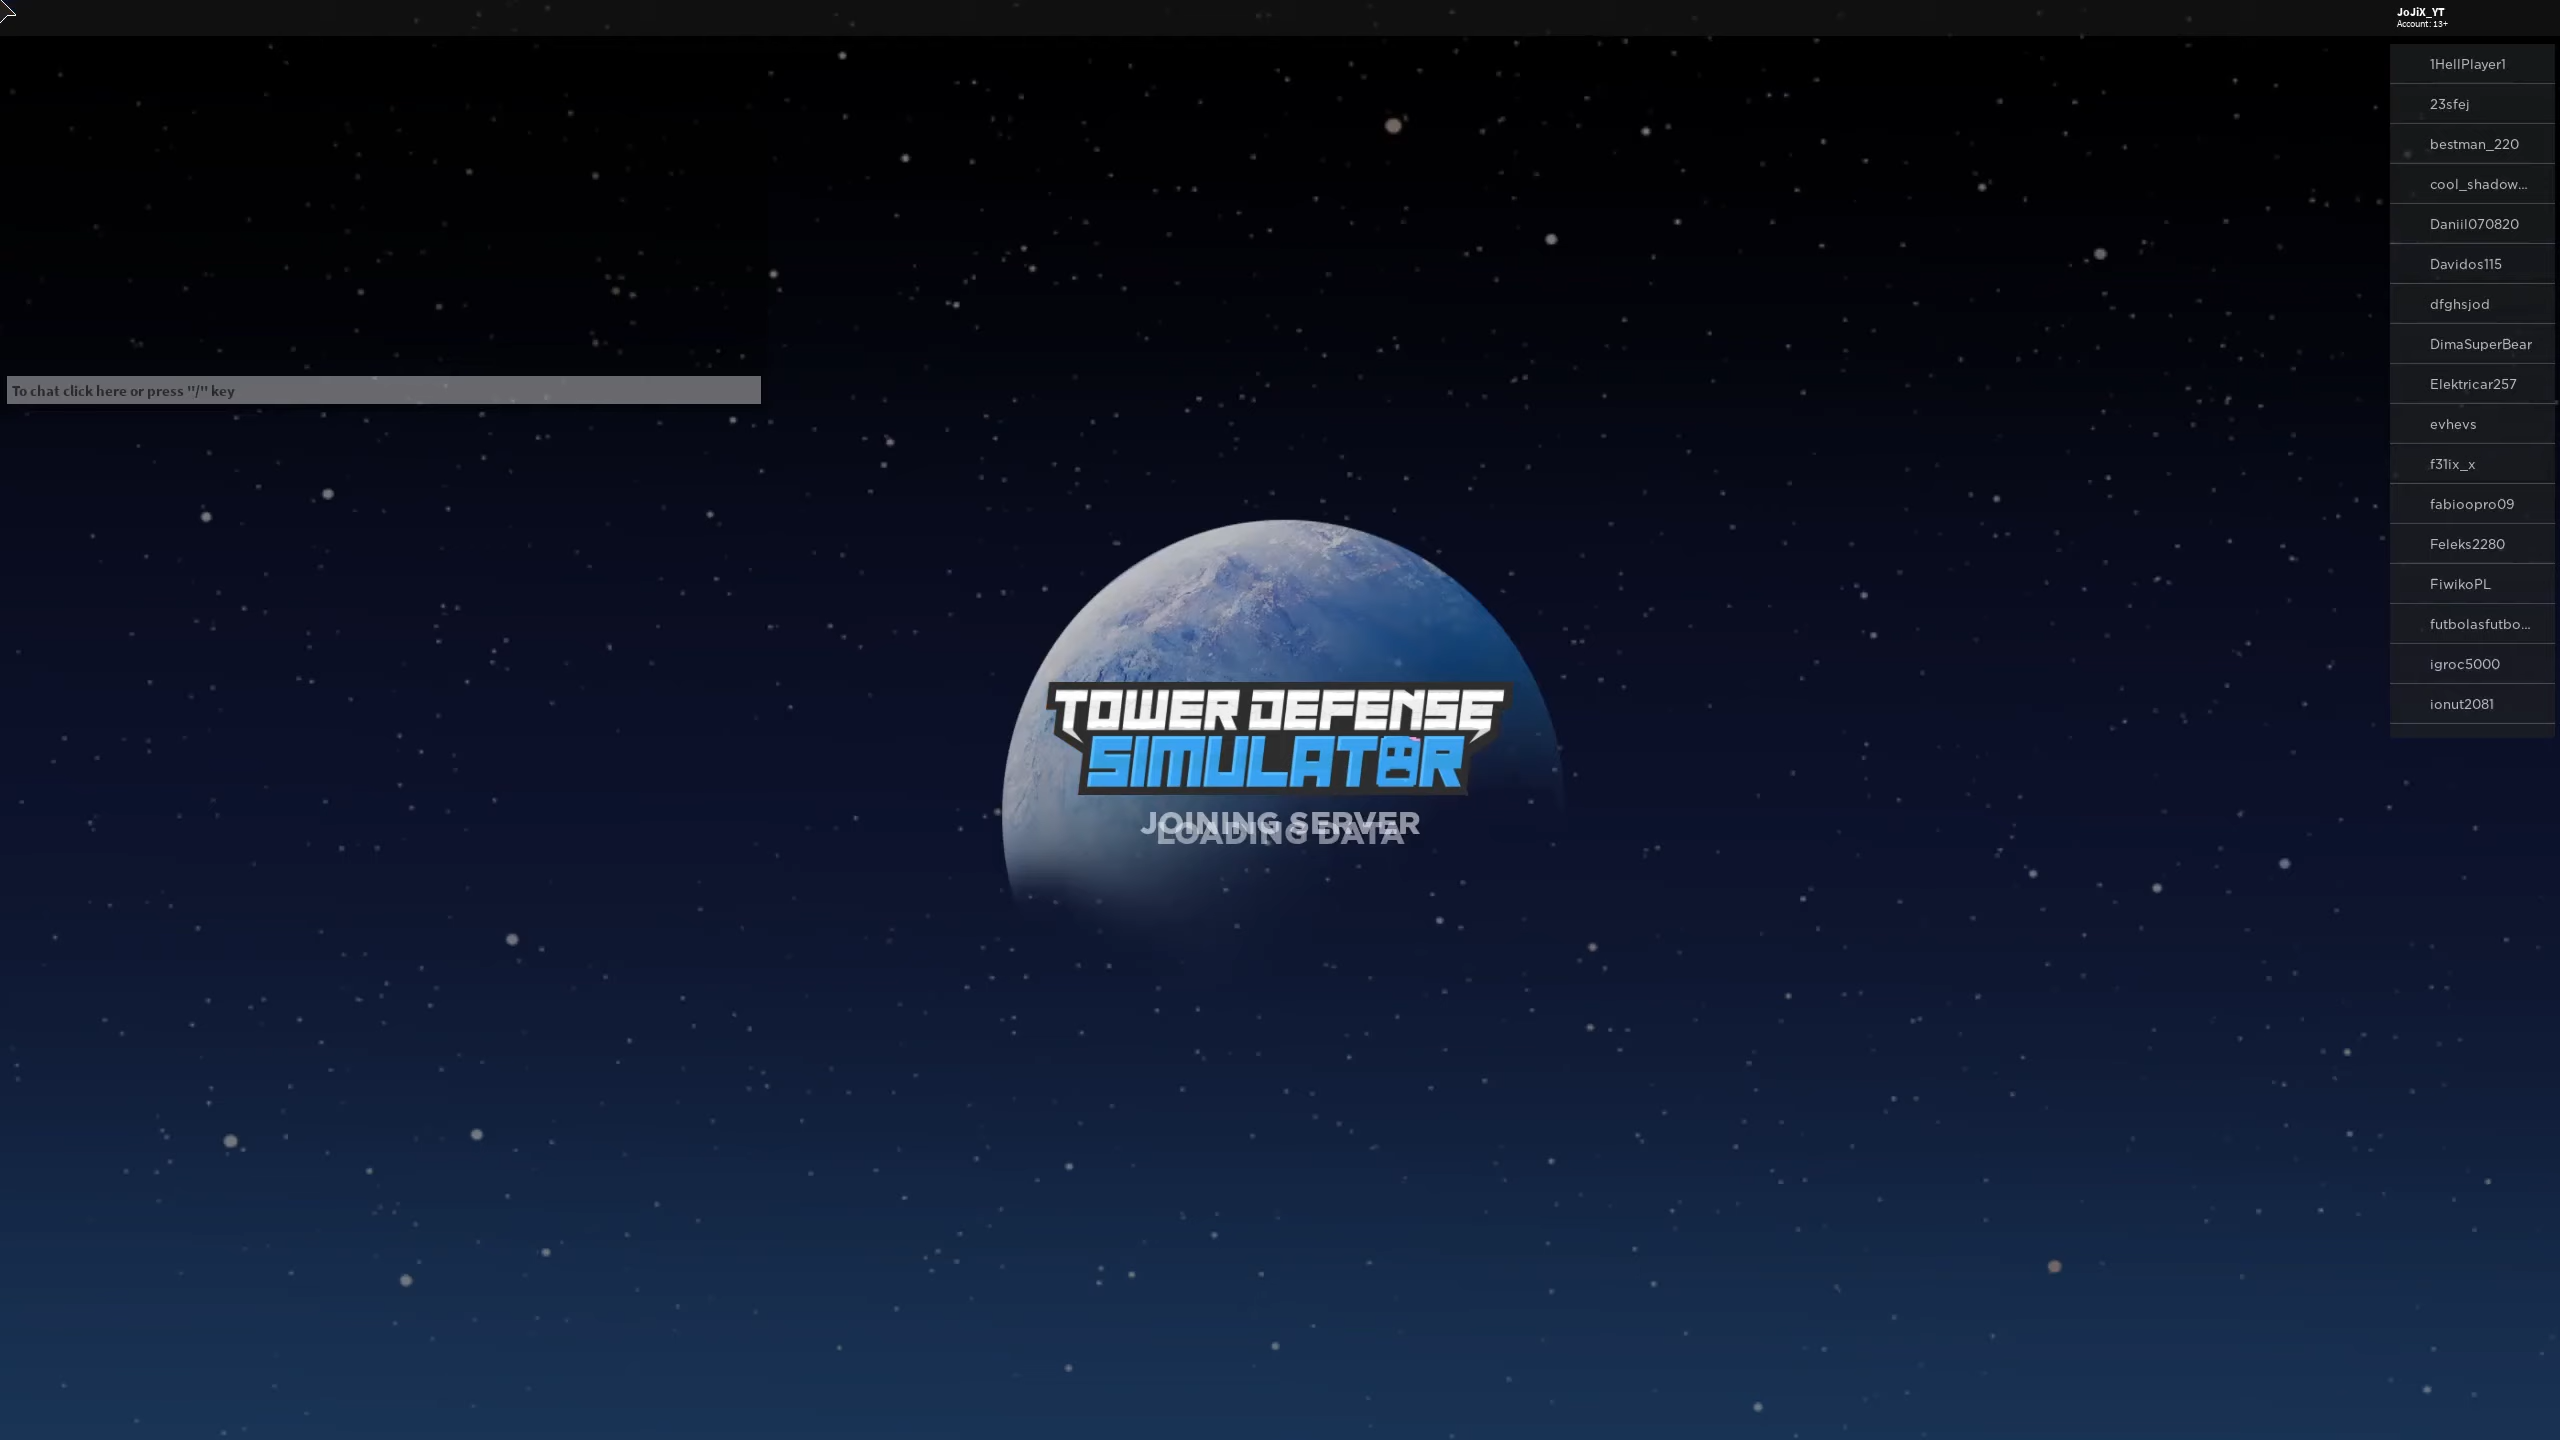 JoJiX_YT
Account: 13+
1HellPlayer1
23sfej
bestman_220
cool_shadow...
Daniil070820
Davidos115
dfghsjod
DimaSuperBear
Elektricar257
evhevs
f31ix_x
fabioopro09
Feleks2280
FiwikoPL
futbolasfutbo...
igroc5000
ionut2081
To chat click here or press "/" key
TOWER DEFENSE
SIMULATOR
JOINING SERVER
LOADING DATA